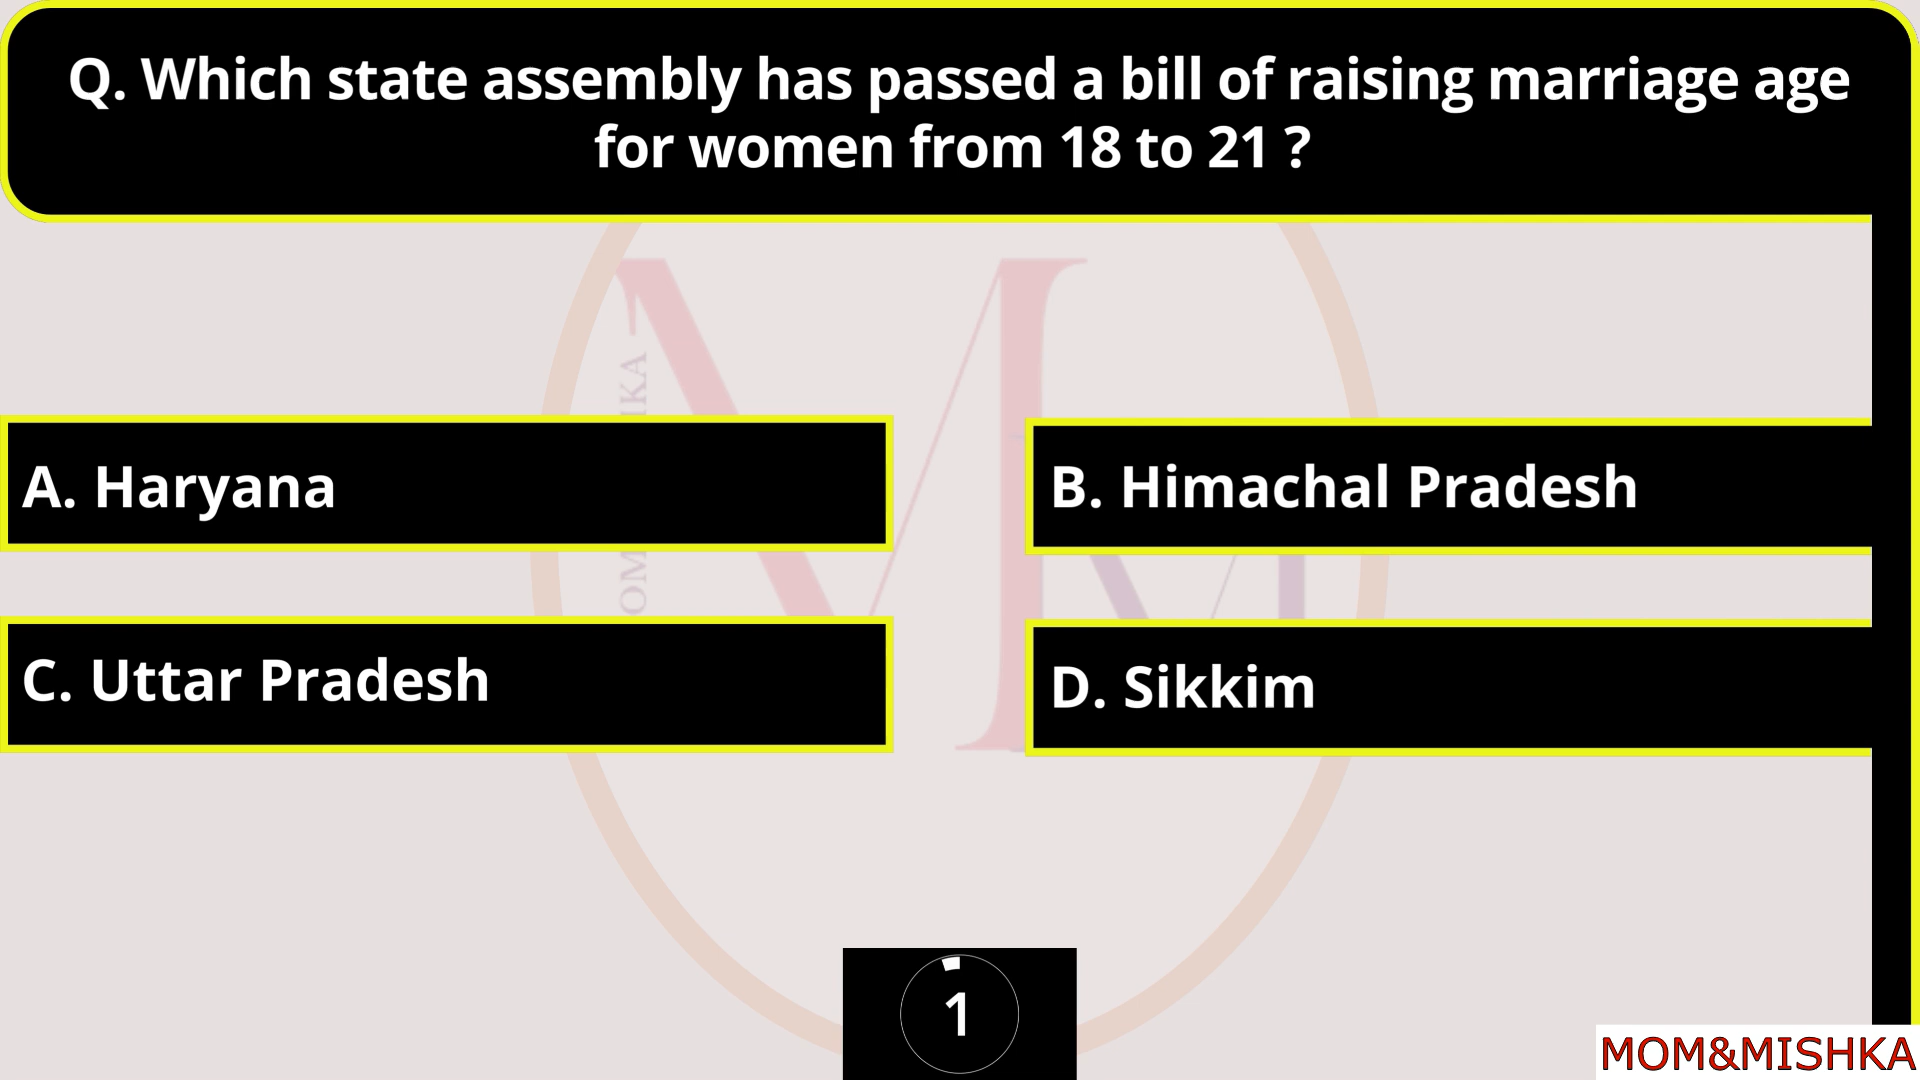 Q. Which state assembly has passed a bill of raising marriage age
for women from 18 to 21 ?
A. Haryana
B. Himachal Pradesh
C. Uttar Pradesh
D. Sikkim
1
MOM&MISHKA